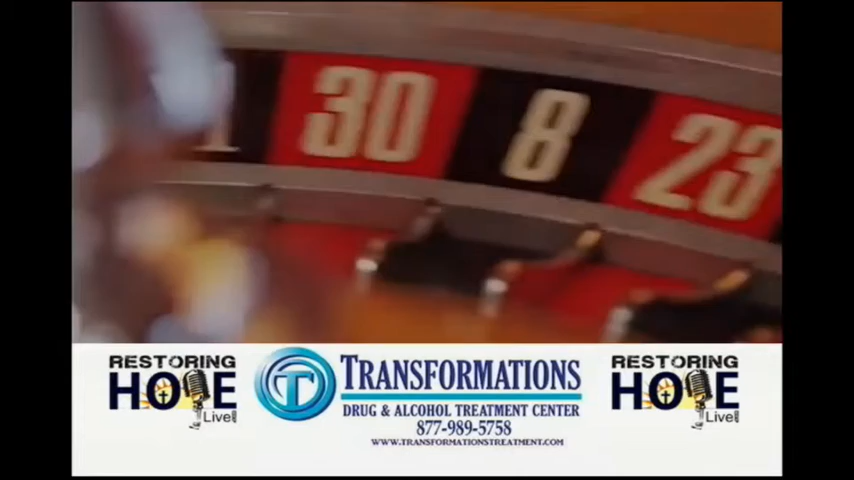 1 30 8 23
RESTORING
HOPE
Live!
TRANSFORMATIONS
DRUG & ALCOHOL TREATMENT CENTER
877-989-5758
WWW.TRANSFORMATIONSTREATMENT.COM
RESTORING
HOPE
Live!